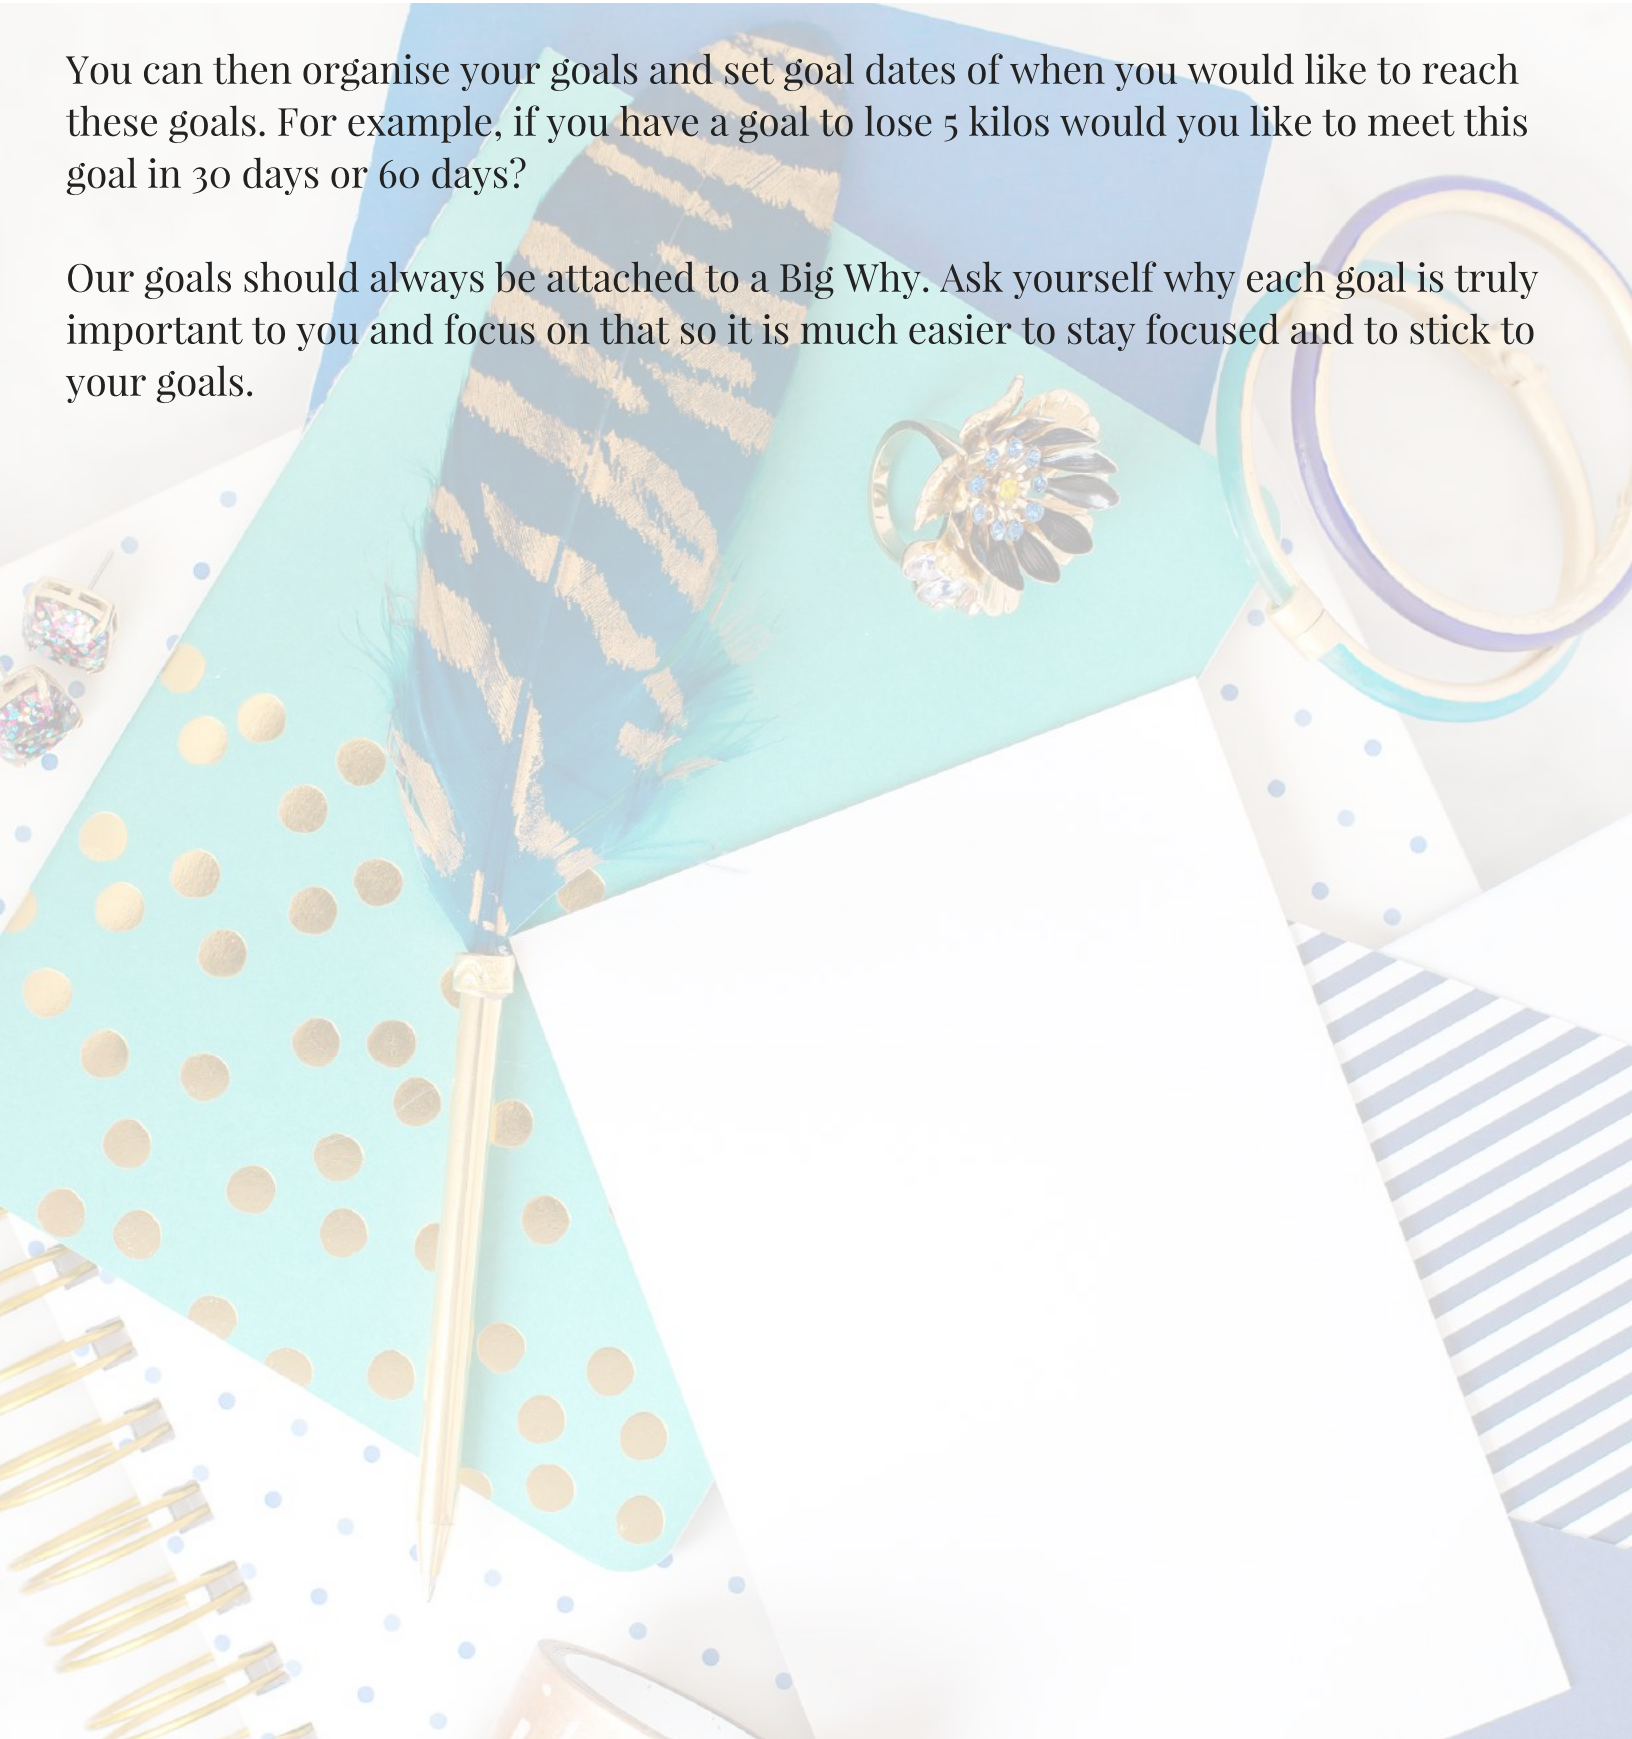 You can then organise your goals and set goal dates of when you would like to reach
these goals. For example, if you have a goal to lose 5 kilos would you like to meet this
goal in 30 days or 60 days?
Our goals should always be attached to a Big Why. Ask yourself why each goal is truly
important to you and focus on that so it is much easier to stay focused and to stick to
your goals.